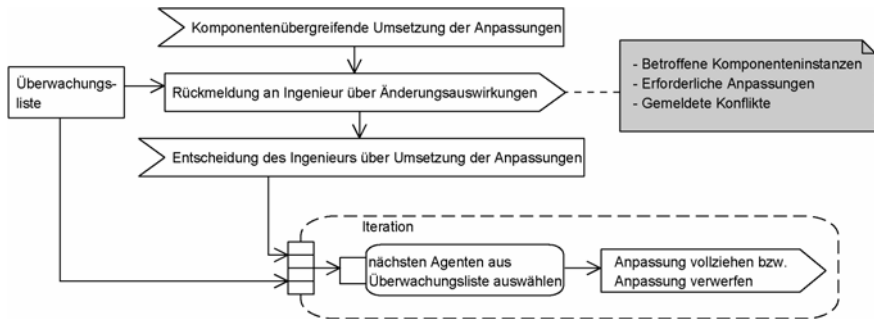 Komponentenübergreifende Umsetzung der Anpassungen
Überwachungs-
liste
Rückmeldung an Ingenieur über Änderungsauswirkungen
- Betroffene Komponenteninstanzen
- Erforderliche Anpassungen
- Gemeldete Konflikte
Entscheidung des Ingenieurs über Umsetzung der Anpassungen
Iteration
nächsten Agenten aus
Überwachungsliste auswählen
Anpassung vollziehen bzw.
Anpassung verwerfen